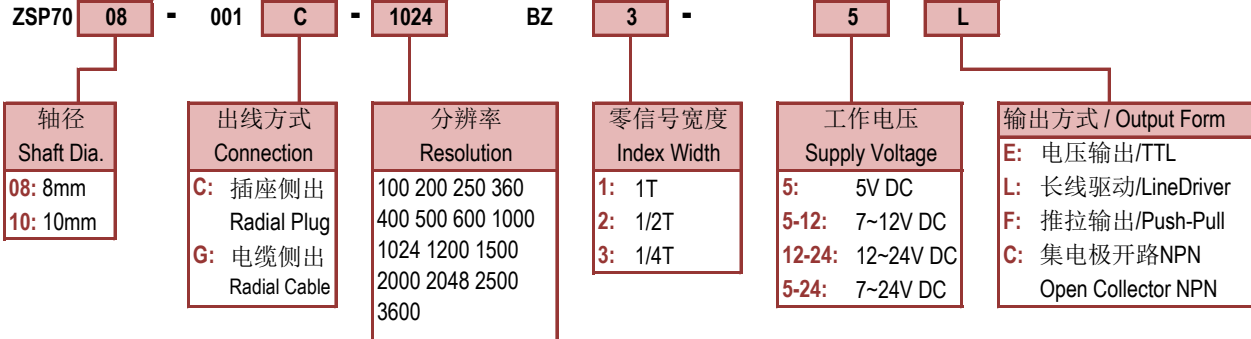 ZSP70 08 - 001 C - 1024 BZ 3 - 5 L
轴径
Shaft Dia.
08: 8mm
10: 10mm
出线方式
Connection
C: 插座侧出
Radial Plug
G: 电缆侧出
Radial Cable
分辨率
Resolution
100 200 250 360
400 500 600 1000
1024 1200 1500
2000 2048 2500
3600
零信号宽度
Index Width
1: 1T
2: 1/2T
3: 1/4T
工作电压
Supply Voltage
5: 5V DC
5-12: 7~12V DC
12-24: 12~24V DC
5-24: 7~24V DC
输出方式 / Output Form
E: 电压输出/TTL
L: 长线驱动/LineDriver
F: 推拉输出/Push-Pull
C: 集电极开路NPN
Open Collector NPN